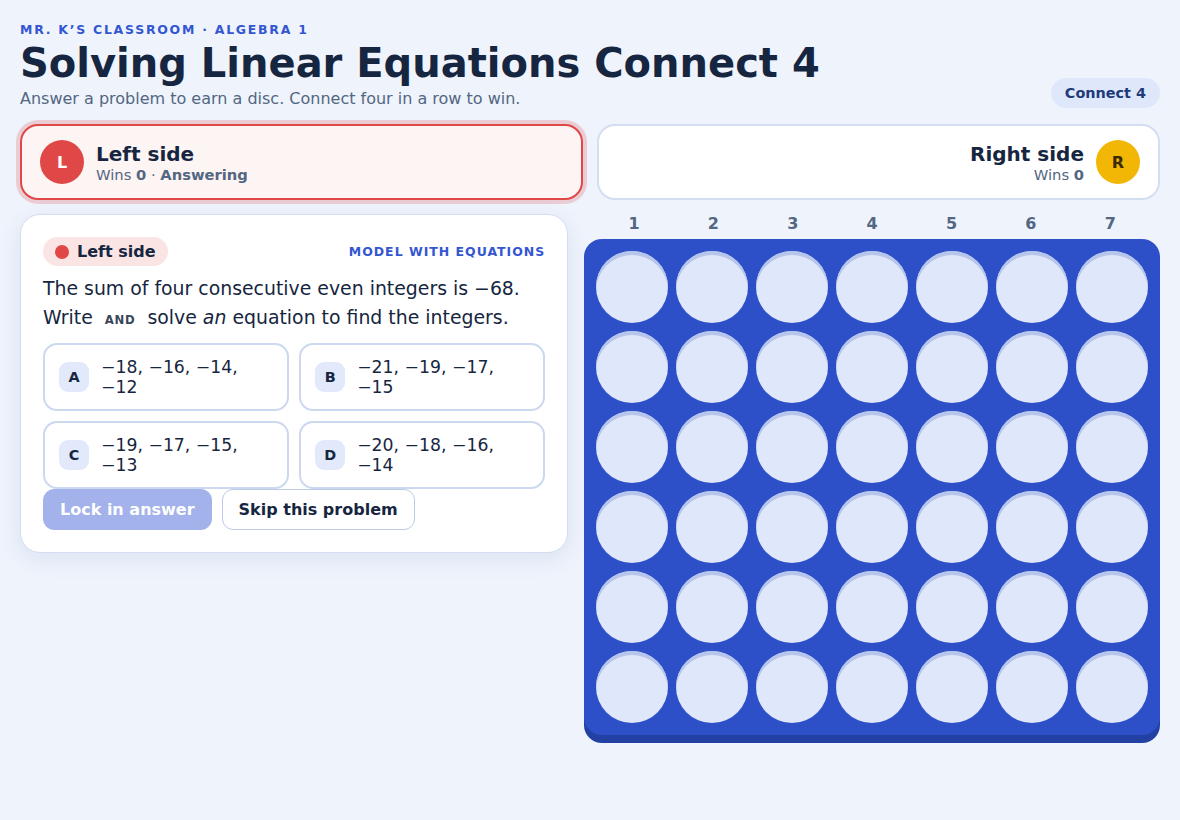 MR. K’S CLASSROOM · ALGEBRA 1
Solving Linear Equations Connect 4
Answer a problem to earn a disc. Connect four in a row to win.
Connect 4
L
Left side
Wins 0 · Answering
Right side
Wins 0
R
Left side
MODEL WITH EQUATIONS
The sum of four consecutive even integers is −68.
Write AND solve an equation to find the integers.
A
−18, −16, −14,
−12
B
−21, −19, −17,
−15
C
−19, −17, −15,
−13
D
−20, −18, −16,
−14
Lock in answer
Skip this problem
1 2 3 4 5 6 7